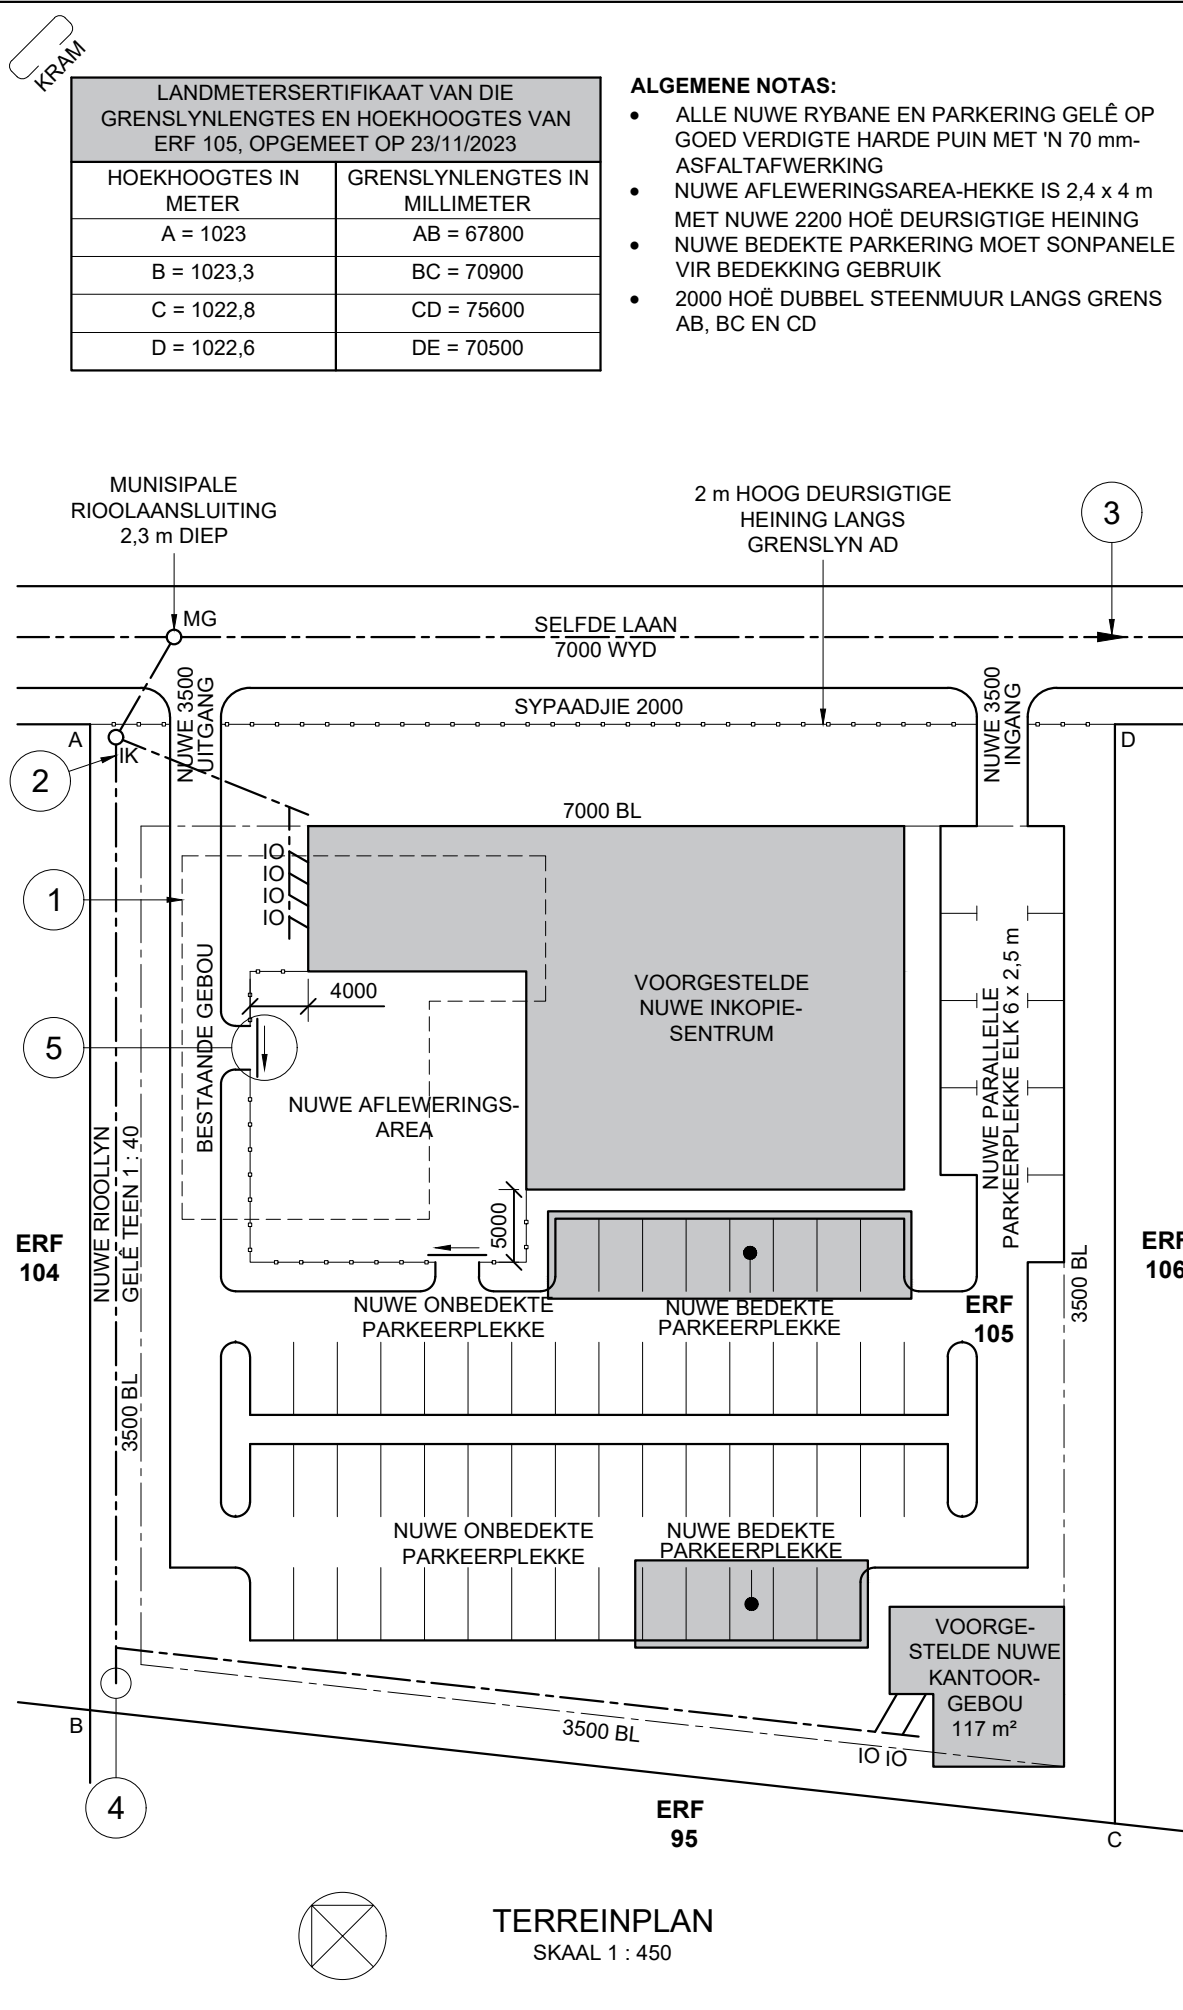 KRAM
LANDMETERSERTIFIKAAT VAN DIE
GRENSLYNLENGTES EN HOEKHOOGTES VAN
ERF 105, OPGEMEET OP 23/11/2023
HOEKHOOGTES IN
METER
GRENSLYNLENGTES IN
MILLIMETER
A = 1023
AB = 67800
B = 1023,3
BC = 70900
C = 1022,8
CD = 75600
D = 1022,6
DE = 70500
ALGEMENE NOTAS:
• ALLE NUWE RYBANE EN PARKERING GELÊ OP
GOED VERDIGTE HARDE PUIN MET 'N 70 mm-
ASFALTAFWERKING
• NUWE AFLEWERINGSAREA-HEKKE IS 2,4 x 4 m
MET NUWE 2200 HOË DEURSIGTIGE HEINING
• NUWE BEDEKTE PARKERING MOET SONPANELE
VIR BEDEKKING GEBRUIK
• 2000 HOË DUBBEL STEENMUUR LANGS GRENS
AB, BC EN CD
MUNISIPALE
RIOOLAANSLUITING
2,3 m DIEP
2 m HOOG DEURSIGTIGE
HEINING LANGS
GRENSLYN AD
3
MG
SELFDE LAAN
7000 WYD
NUWE 3500
UITGANG
SYPAADJIE 2000
NUWE 3500
INGANG
A
IK
D
2
7000 BL
IO
IO
IO
IO
1
BESTAANDE GEBOU
4000
VOORGESTELDE
NUWE INKOPIE-
SENTRUM
NUWE PARALLELLE
PARKEERPLEKKE ELK 6 x 2,5 m
5
NUWE AFLEWERINGS-
AREA
NUWE RIOOLLYN
GELÊ TEEN 1 : 40
5000
ERF
104
ERF
106
3500 BL
NUWE ONBEDEKTE
PARKEERPLEKKE
NUWE BEDEKTE
PARKEERPLEKKE
ERF
105
3500 BL
NUWE ONBEDEKTE
PARKEERPLEKKE
NUWE BEDEKTE
PARKEERPLEKKE
VOORGE-
STELDE NUWE
KANTOOR-
GEBOU
117 m²
B
3500 BL
IO IO
4
ERF
95
C
TERREINPLAN
SKAAL 1 : 450